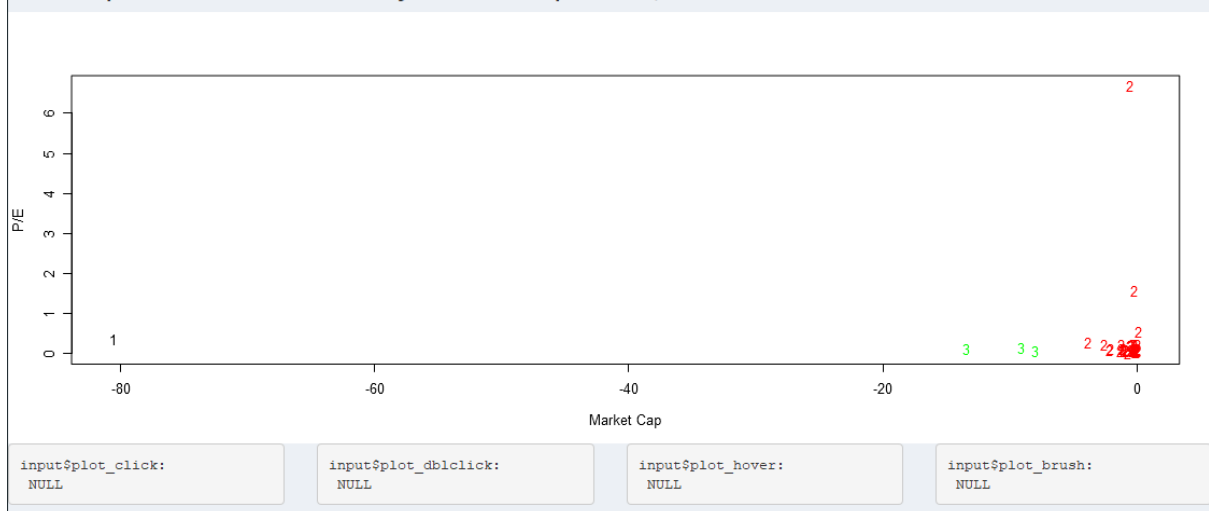 6
5
4
3
2
1
0
P/E
2
2
2
2
2
2
2
1
3
3
3
-80
-60
-40
-20
0
Market Cap
input$plot_click:
NULL
input$plot_dblclick:
NULL
input$plot_hover:
NULL
input$plot_brush:
NULL